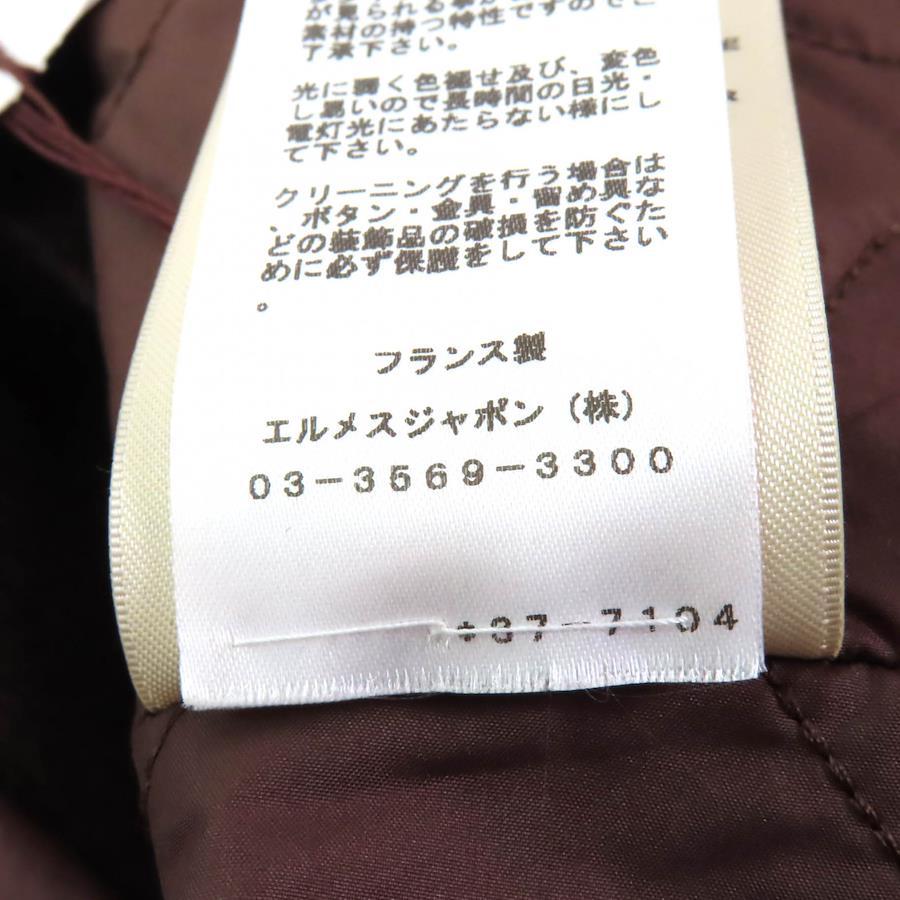 が見られる事が
素材の持つ特性ですのでご
了承下さい。
光に弱く色褪せ及び、変色
し易いので長時間の日光・
電灯光にあたらない様にし
て下さい。
クリーニングを行う場合は
、ボタン・金具・留め具な
どの装飾品の破損を防ぐた
めに必ず保護をして下さい
。
フランス製
エルメスジャポン（株）
03-3569-3300
*37-7104